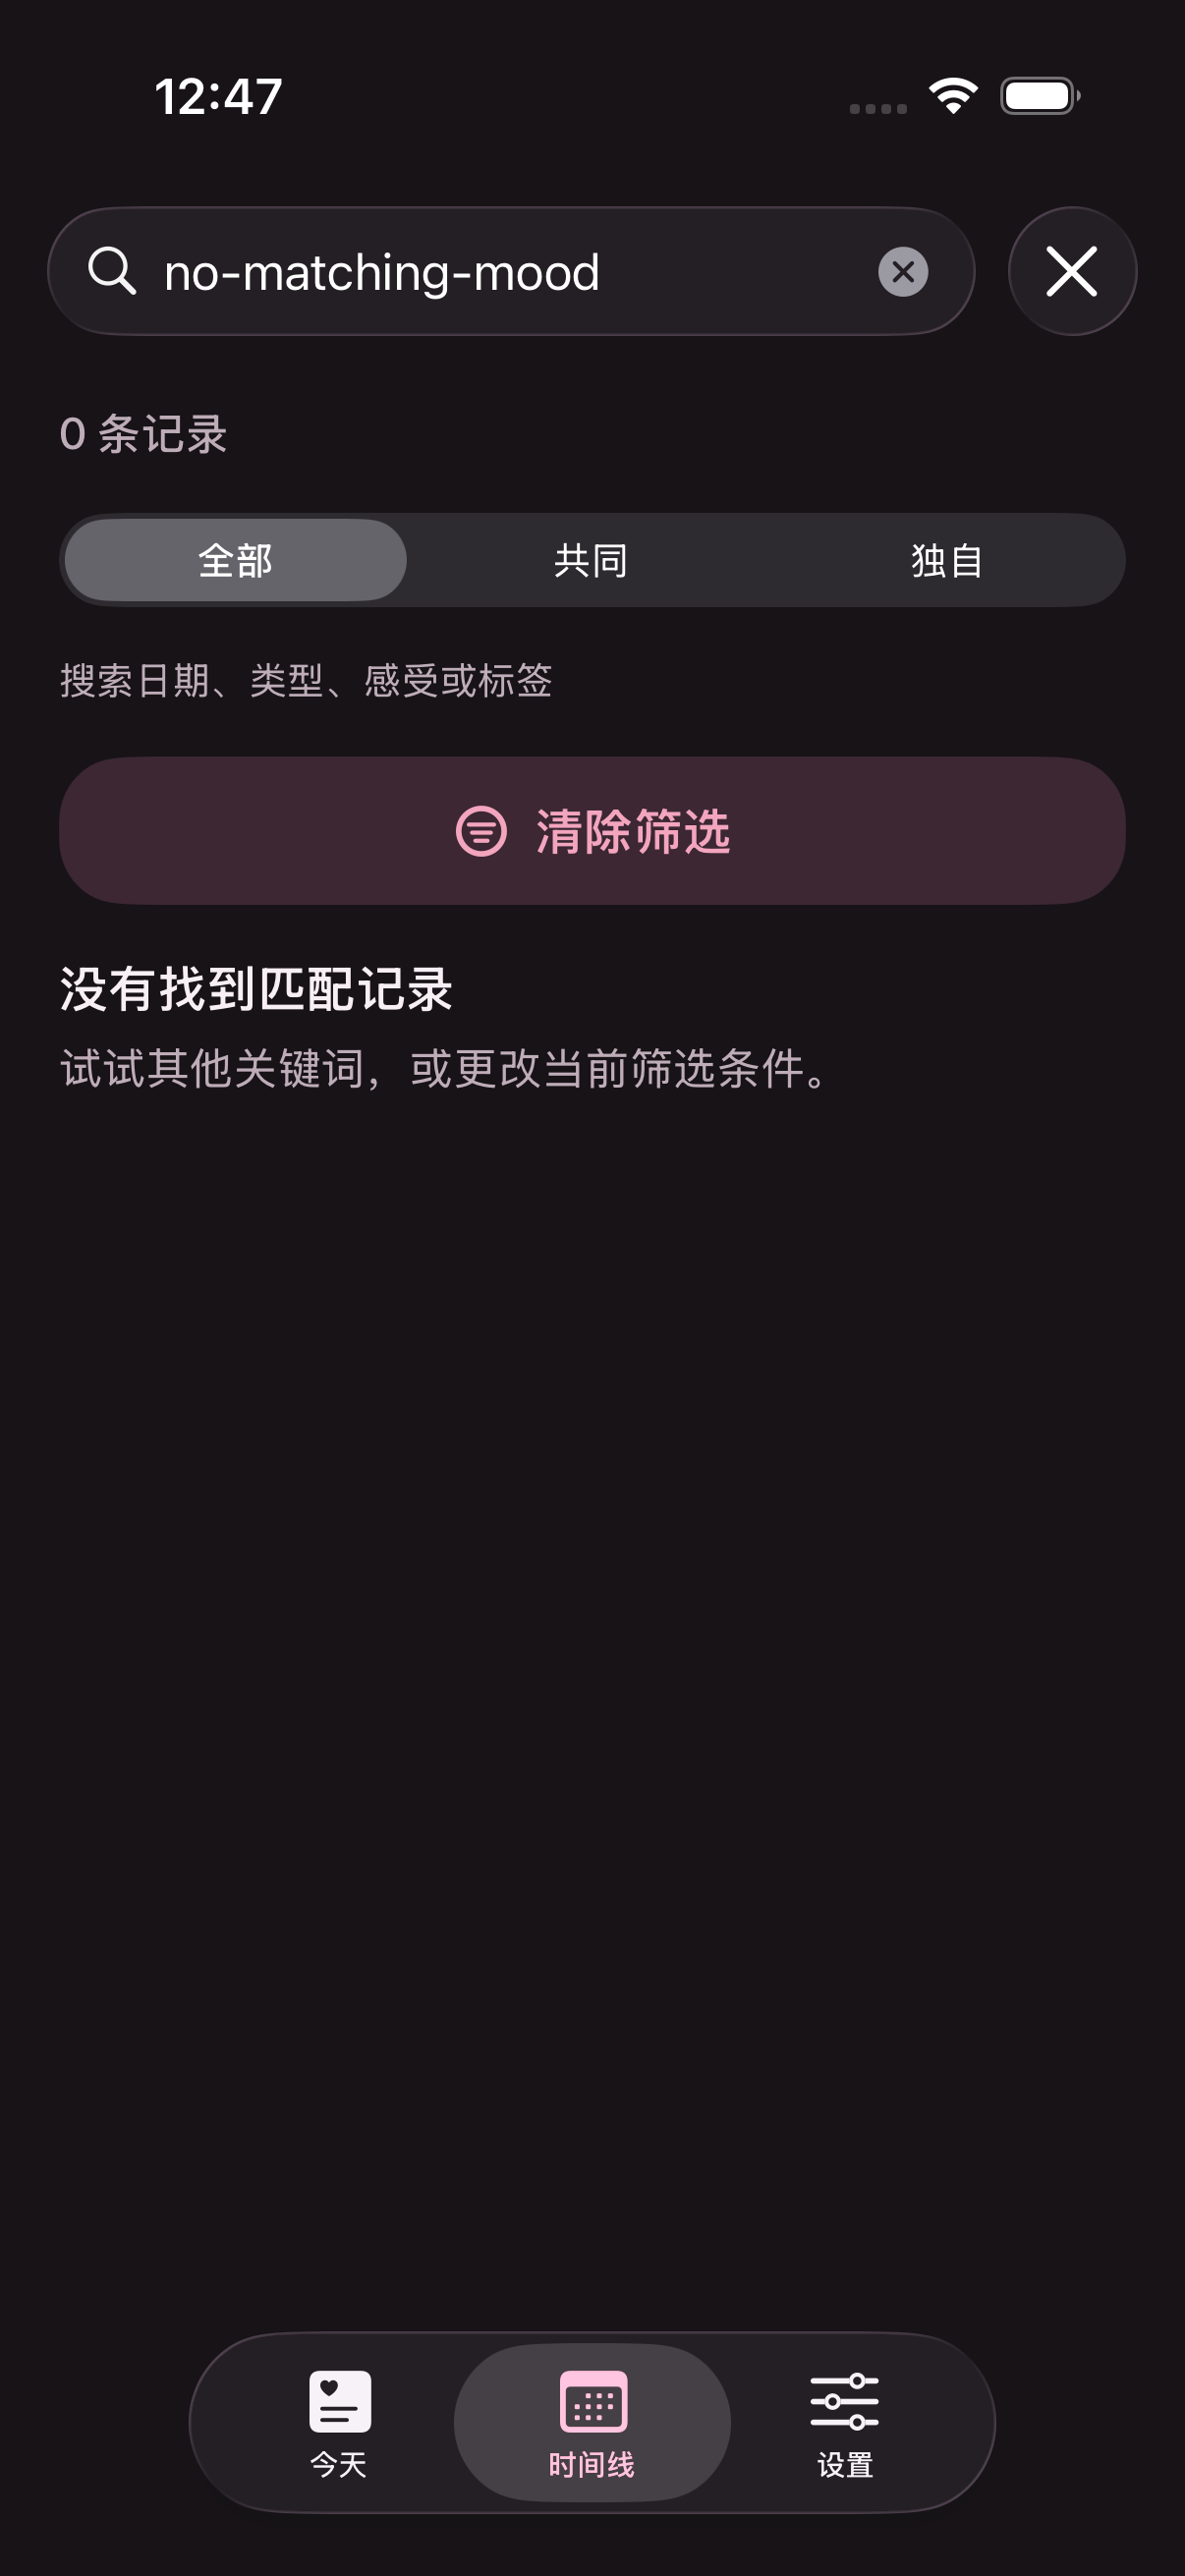 12:47
no-matching-mood
0 条记录
全部
共同
独自
搜索日期、类型、感受或标签
清除筛选
没有找到匹配记录
试试其他关键词，或更改当前筛选条件。
今天
时间线
设置